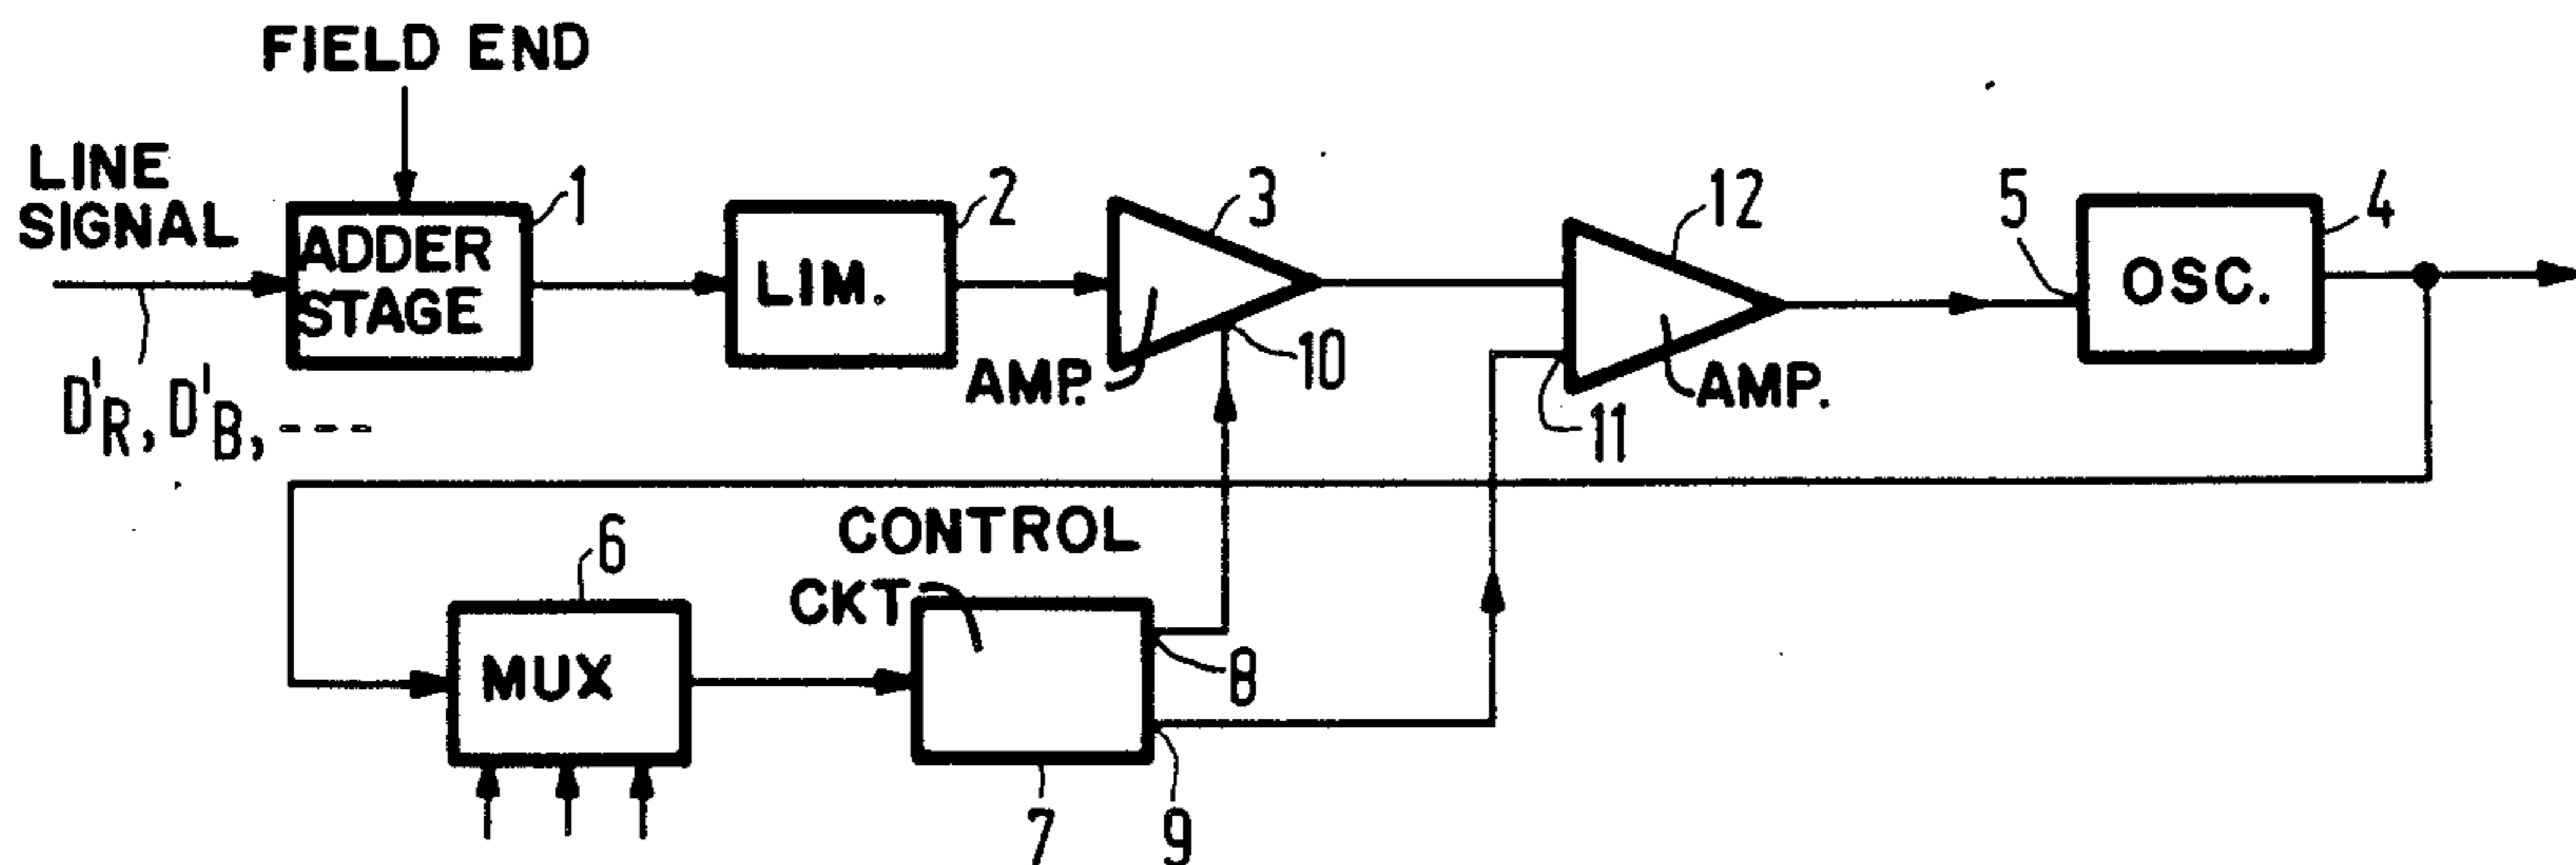 FIELD END
LINE
SIGNAL
ADDER
STAGE
1
LIM.
2
3
AMP.
10
12
AMP.
11
5
OSC.
4
D'R, D'B, ---
6
MUX
CONTROL
CKT
8
7
9